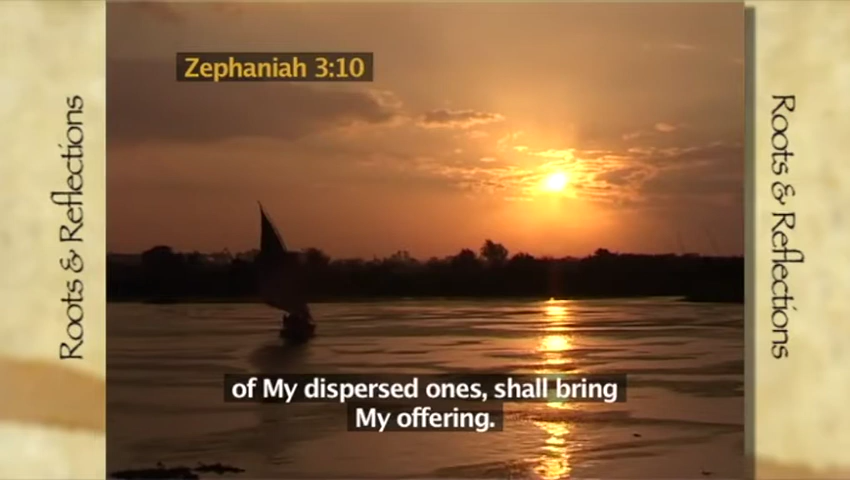 Roots & Reflections
Zephaniah 3:10
of My dispersed ones, shall bring
My offering.
Roots & Reflections